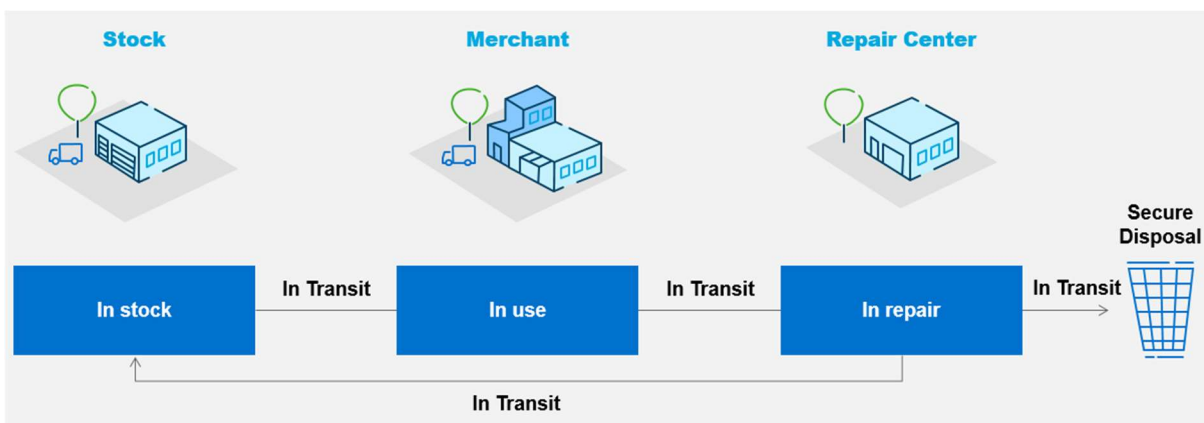 Stock
Merchant
Repair Center
Secure
Disposal
In stock
In Transit
In use
In Transit
In repair
In Transit
In Transit